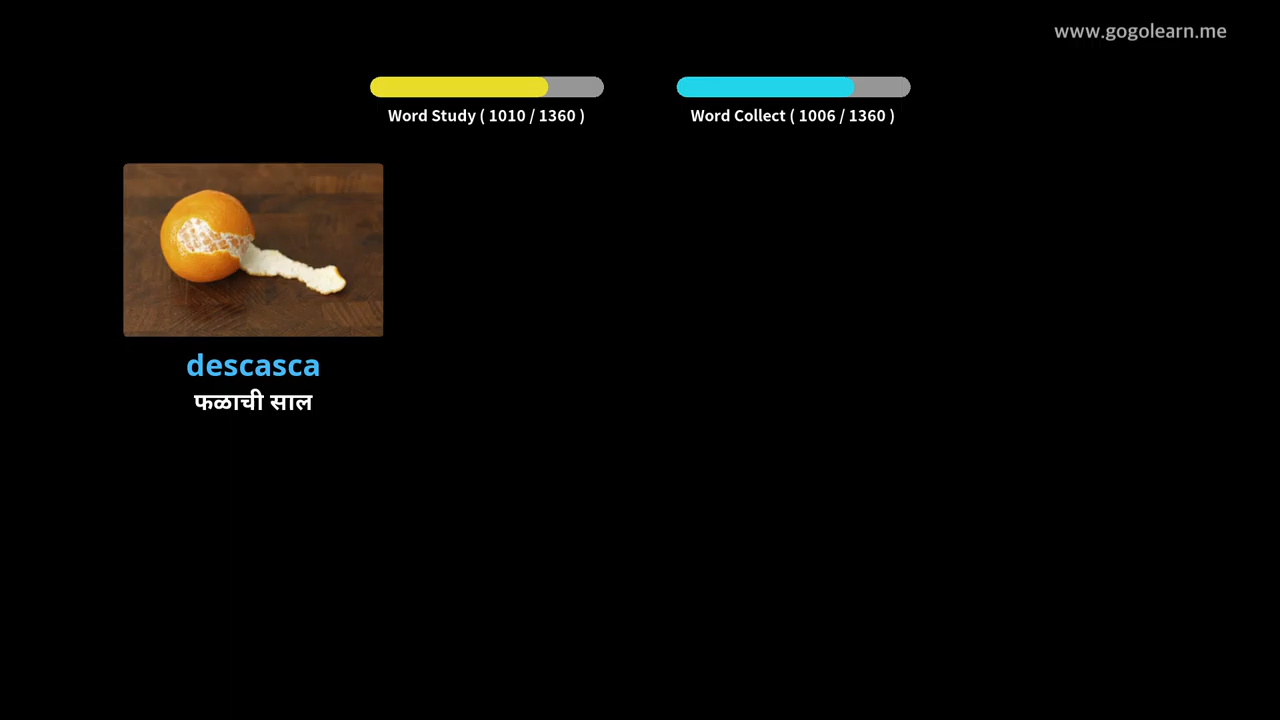 www.gogolearn.me
Word Study ( 1010 / 1360 )
Word Collect ( 1006 / 1360 )
descasca
फळाची साल